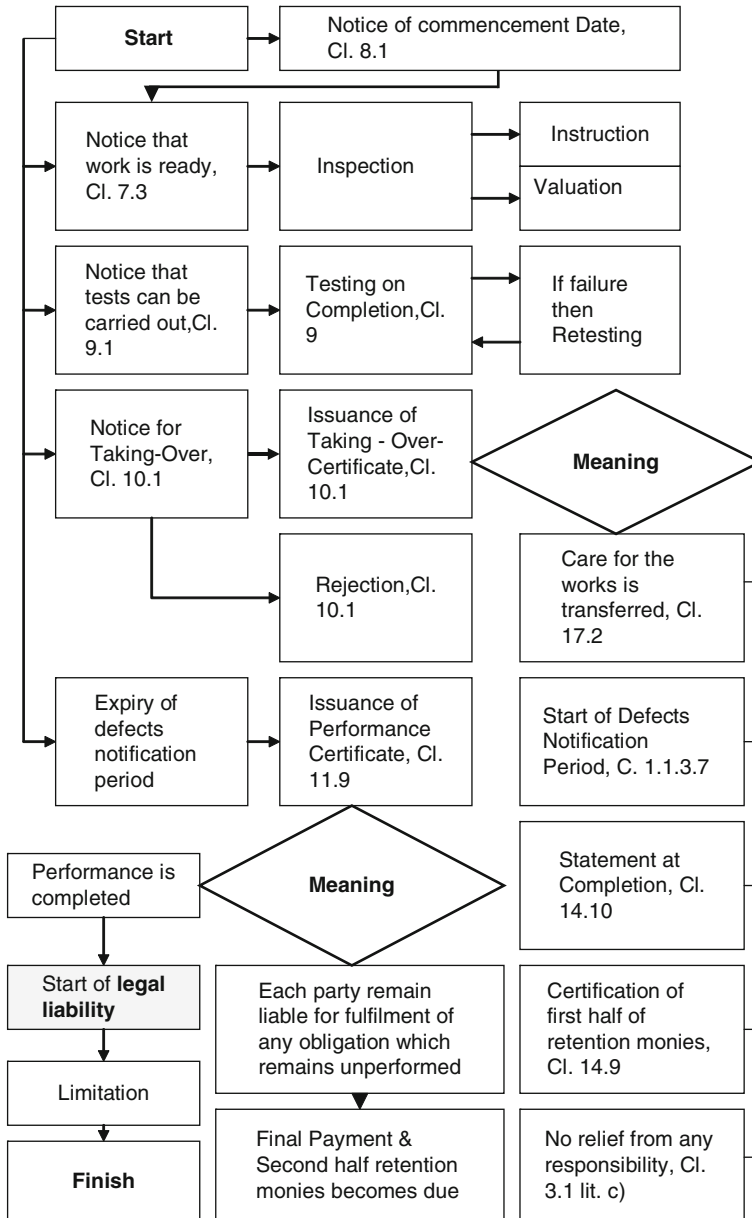 Start
Notice of commencement Date,
Cl. 8.1
Notice that
work is ready,
Cl. 7.3
Inspection
Instruction
Valuation
Notice that
tests can be
carried out,Cl.
9.1
Testing on
Completion,Cl.
9
If failure
then
Retesting
Notice for
Taking-Over,
Cl. 10.1
Issuance of
Taking - Over-
Certificate,Cl.
10.1
Meaning
Rejection,Cl.
10.1
Care for the
works is
transferred, Cl.
17.2
Expiry of
defects
notification
period
Issuance of
Performance
Certificate, Cl.
11.9
Start of Defects
Notification
Period, C. 1.1.3.7
Performance is
completed
Meaning
Statement at
Completion, Cl.
14.10
Start of legal
liability
Each party remain
liable for fulfilment of
any obligation which
remains unperformed
Certification of
first half of
retention monies,
Cl. 14.9
Limitation
Finish
Final Payment &
Second half retention
monies becomes due
No relief from any
responsibility, Cl.
3.1 lit. c)